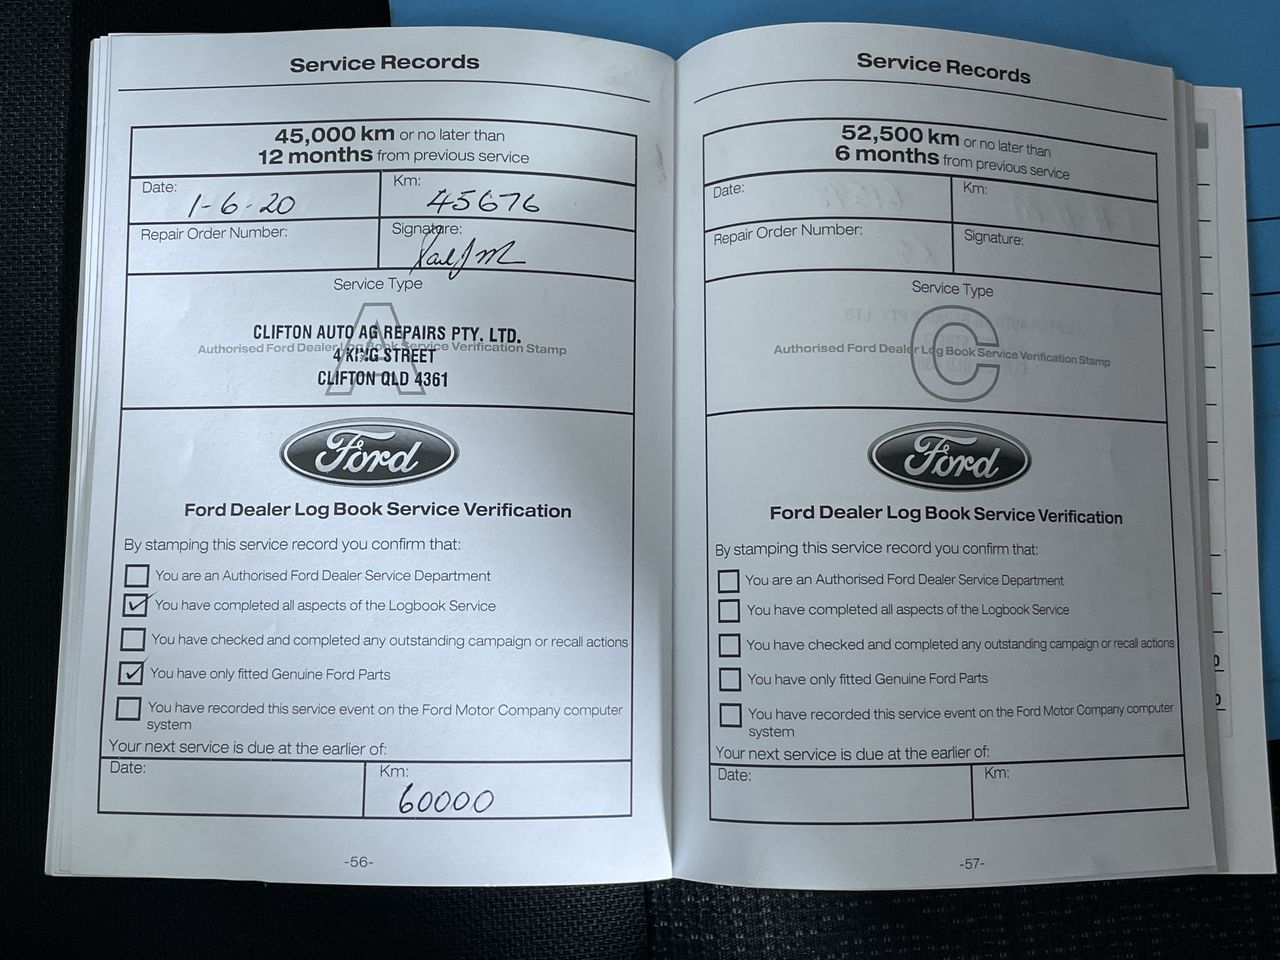 Service Records
45,000 km or no later than
12 months from previous service
Date:
1-6-20
Km:
45676
Repair Order Number:
Signature:
Service Type
A
CLIFTON AUTO AG REPAIRS PTY. LTD.
Authorised Ford Dealer Log Book Service Verification Stamp
4 KING STREET
CLIFTON QLD 4361
Ford
Ford Dealer Log Book Service Verification
By stamping this service record you confirm that:
You are an Authorised Ford Dealer Service Department
You have completed all aspects of the Logbook Service
You have checked and completed any outstanding campaign or recall actions
You have only fitted Genuine Ford Parts
You have recorded this service event on the Ford Motor Company computer
system
Your next service is due at the earlier of:
Date:
Km:
60000
-56-
Service Records
52,500 km or no later than
6 months from previous service
Date:
Km:
Repair Order Number:
Signature:
Service Type
C
Authorised Ford Dealer Log Book Service Verification Stamp
Ford
Ford Dealer Log Book Service Verification
By stamping this service record you confirm that:
You are an Authorised Ford Dealer Service Department
You have completed all aspects of the Logbook Service
You have checked and completed any outstanding campaign or recall actions
You have only fitted Genuine Ford Parts
You have recorded this service event on the Ford Motor Company computer
system
Your next service is due at the earlier of:
Date:
Km:
-57-